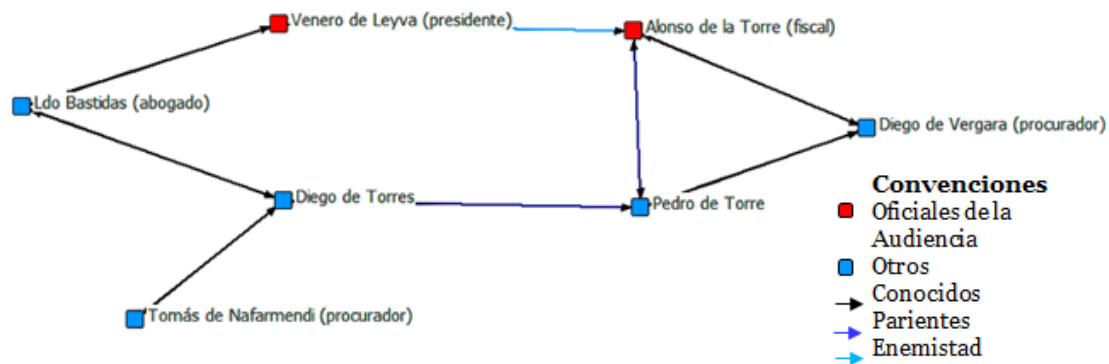 Venero de Leyva (presidente)
Alonso de la Torre (fiscal)
Ldo Bastidas (abogado)
Diego de Vergara (procurador)
Diego de Torres
Pedro de Torre
Tomás de Nafarmendi (procurador)
Convenciones
Oficiales de la
Audiencia
Otros
Conocidos
Parientes
Enemistad